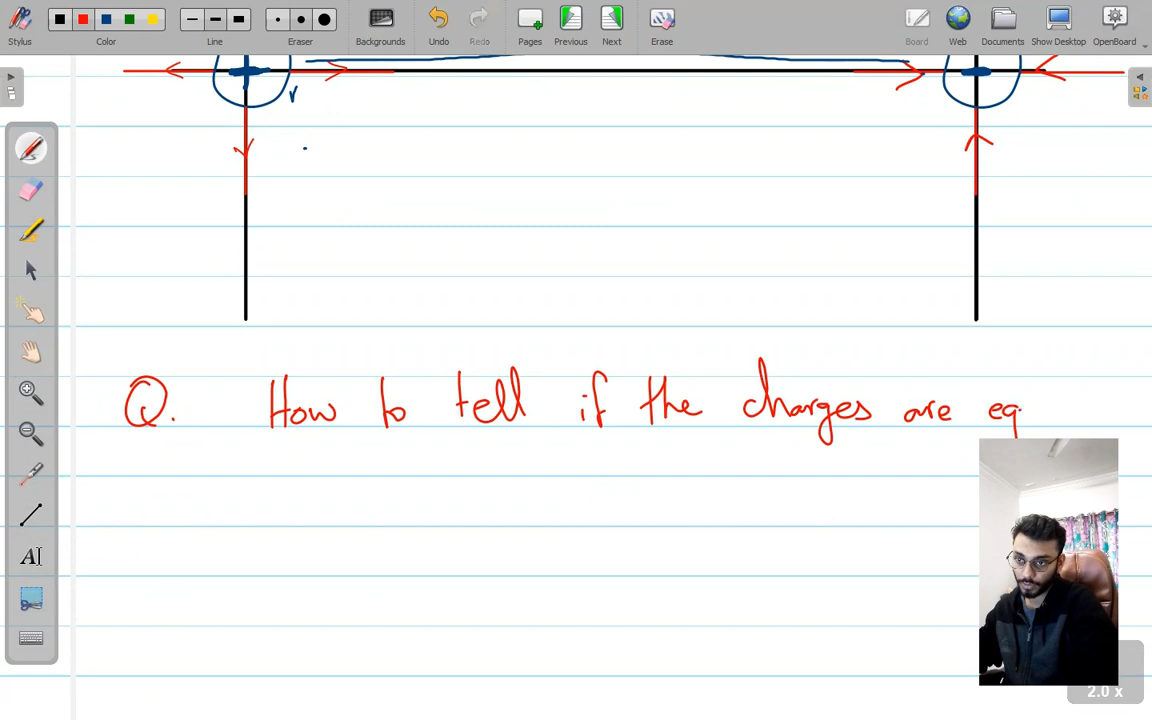 Stylus
Color
Line
Eraser
Backgrounds
Undo
Redo
Pages
Previous
Next
Erase
Board
Web
Documents
Show Desktop
OpenBoard
r
Q. How to tell if the charges are eq
A
2.0 x